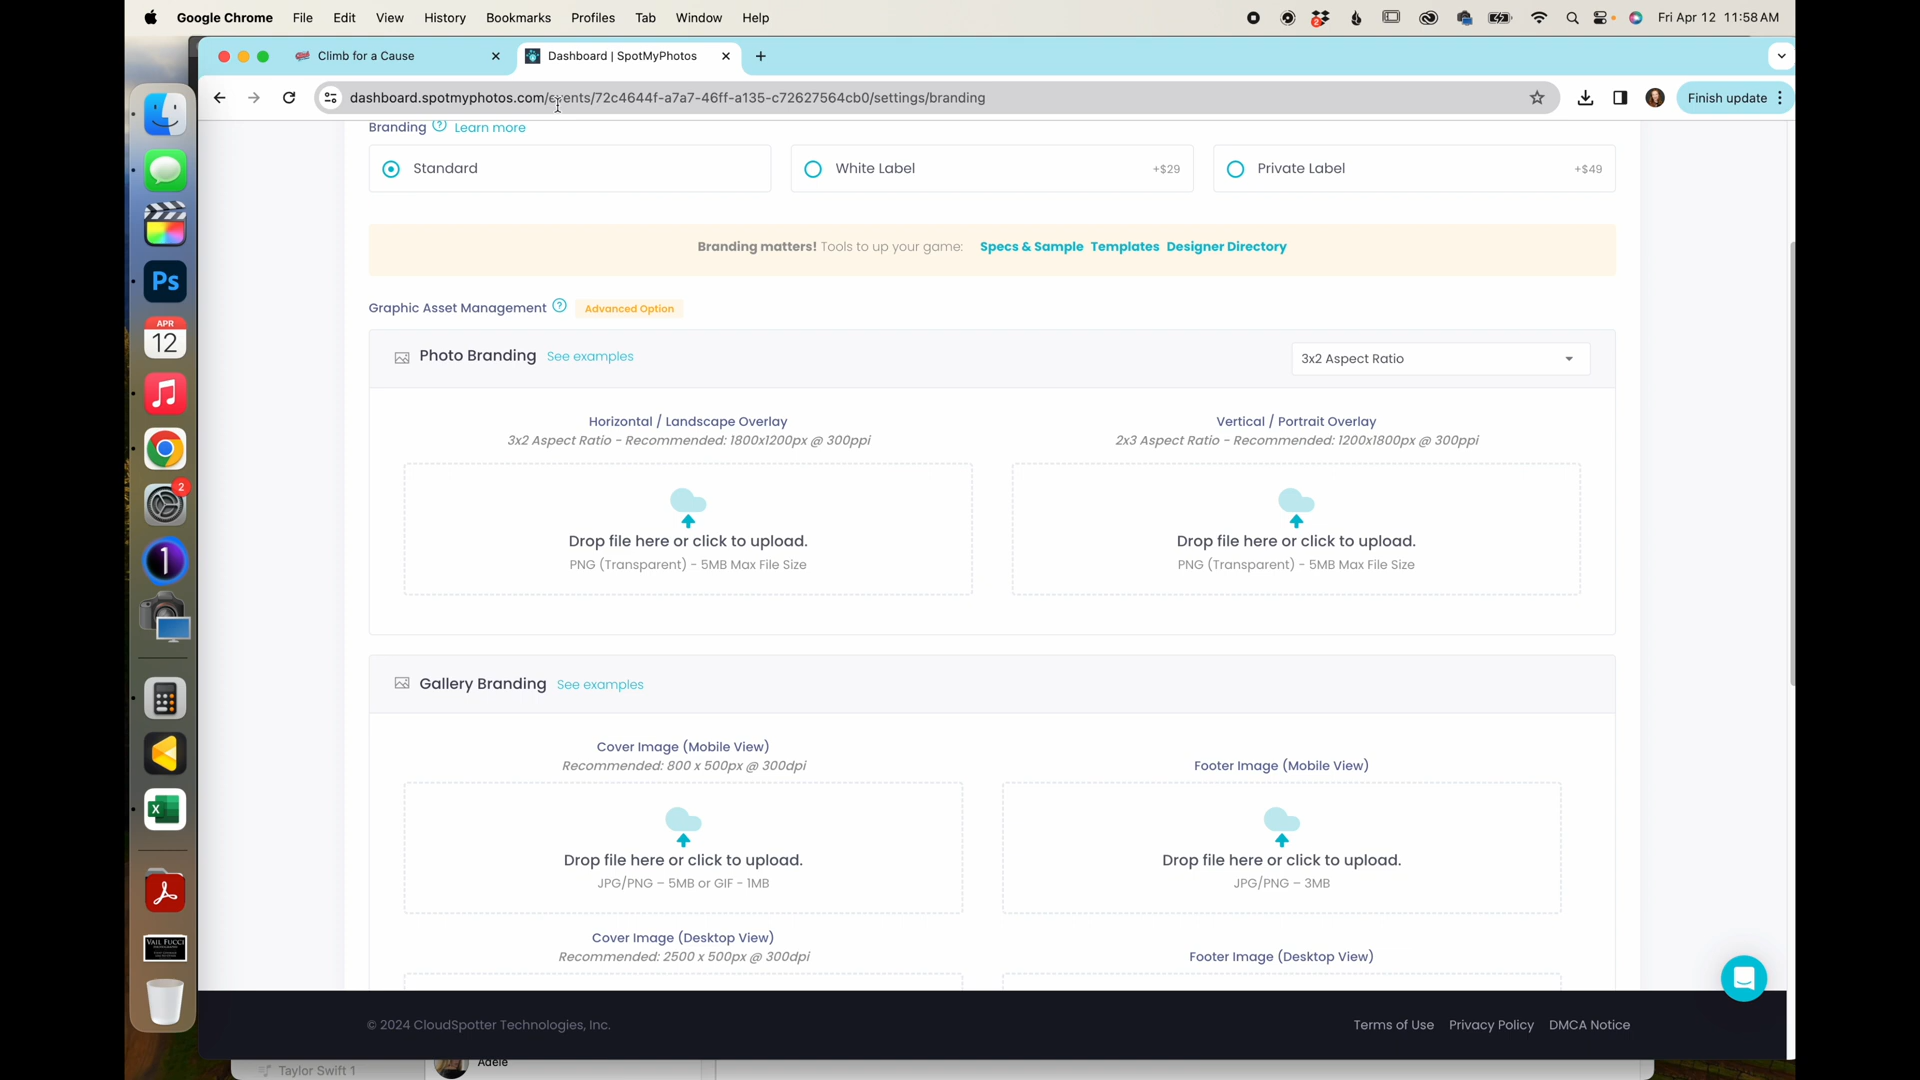 Google Chrome File Edit View History Bookmarks Profiles Tab Window Help
2
Fri Apr 12 11:58 AM
Climb for a Cause
Dashboard | SpotMyPhotos
dashboard.spotmyphotos.com/events/72c4644f-a7a7-46ff-a135-c72627564cb0/settings/branding
Finish update
Branding ? Learn more
Standard
White Label +$29
Private Label +$49
Branding matters! Tools to up your game: Specs & Sample Templates Designer Directory
Graphic Asset Management ? Advanced Option
Photo Branding See examples
3x2 Aspect Ratio
Horizontal / Landscape Overlay
3x2 Aspect Ratio - Recommended: 1800x1200px @ 300ppi
Drop file here or click to upload.
PNG (Transparent) - 5MB Max File Size
Vertical / Portrait Overlay
2x3 Aspect Ratio - Recommended: 1200x1800px @ 300ppi
Drop file here or click to upload.
PNG (Transparent) - 5MB Max File Size
Gallery Branding See examples
Cover Image (Mobile View)
Recommended: 800 x 500px @ 300dpi
Drop file here or click to upload.
JPG/PNG – 5MB or GIF - 1MB
Footer Image (Mobile View)
Drop file here or click to upload.
JPG/PNG – 3MB
Cover Image (Desktop View)
Recommended: 2500 x 500px @ 300dpi
Footer Image (Desktop View)
© 2024 CloudSpotter Technologies, Inc.
Terms of Use Privacy Policy DMCA Notice
Ps
APR
12
2
1
X
VAIL FUCCI
Taylor Swift 1
Adele